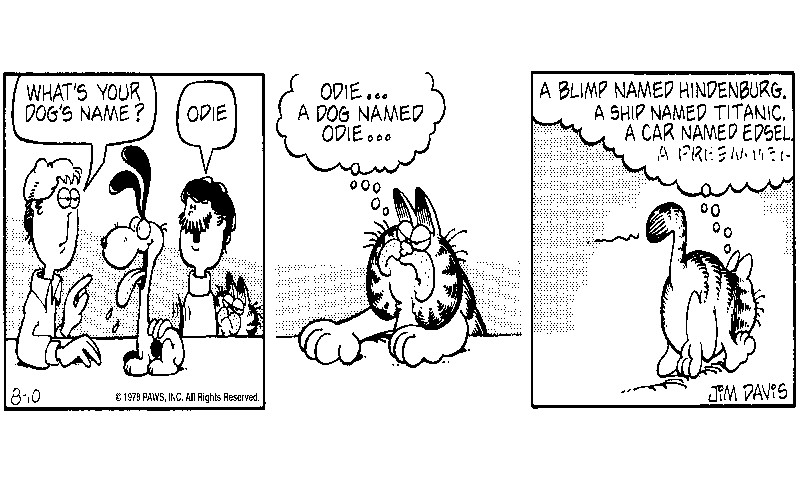 WHAT'S YOUR
DOG'S NAME?
ODIE
8-10
© 1978 PAWS, INC. All Rights Reserved.
ODIE...
A DOG NAMED
ODIE...
A BLIMP NAMED HINDENBURG.
A SHIP NAMED TITANIC.
A CAR NAMED EDSEL.
A
JIM DAVIS